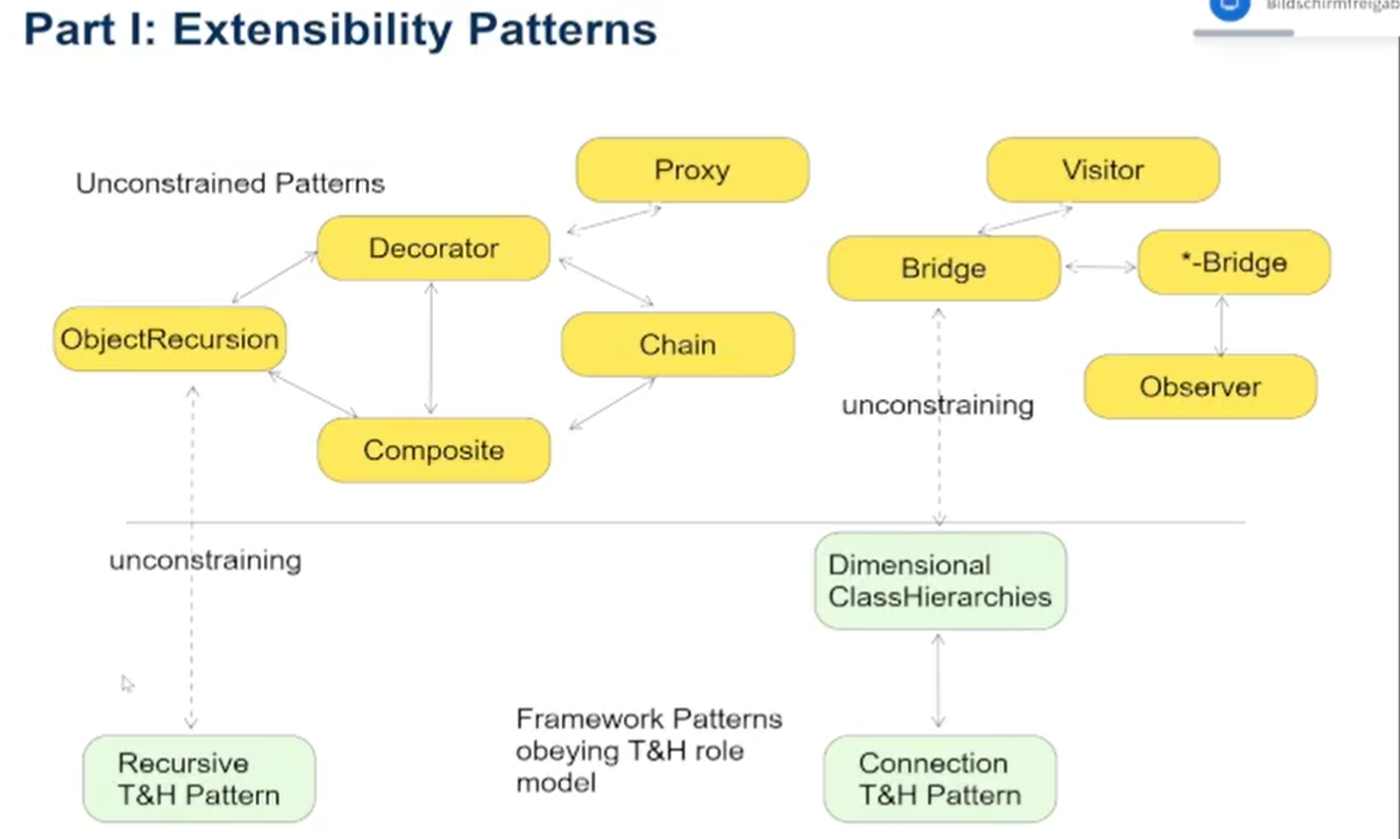 Part I: Extensibility Patterns
Bildschirmfreigab
Unconstrained Patterns
Proxy
Visitor
Decorator
Bridge
*-Bridge
ObjectRecursion
Chain
Observer
unconstraining
Composite
unconstraining
Dimensional
ClassHierarchies
Framework Patterns
obeying T&H role
model
Recursive
T&H Pattern
Connection
T&H Pattern